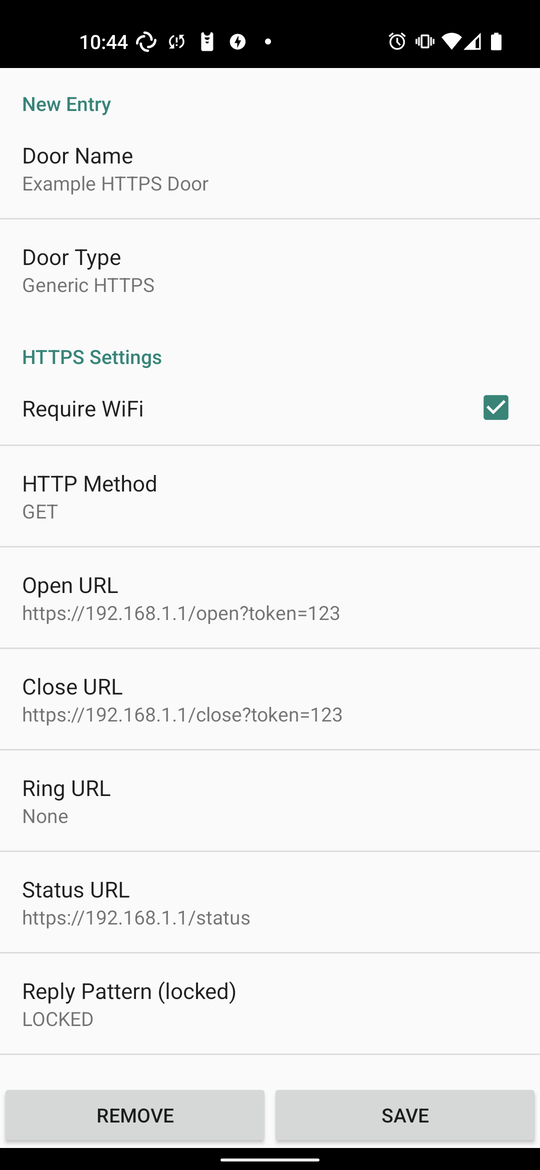 10:44
New Entry
Door Name
Example HTTPS Door
Door Type
Generic HTTPS
HTTPS Settings
Require WiFi
HTTP Method
GET
Open URL
https://192.168.1.1/open?token=123
Close URL
https://192.168.1.1/close?token=123
Ring URL
None
Status URL
https://192.168.1.1/status
Reply Pattern (locked)
LOCKED
REMOVE
SAVE